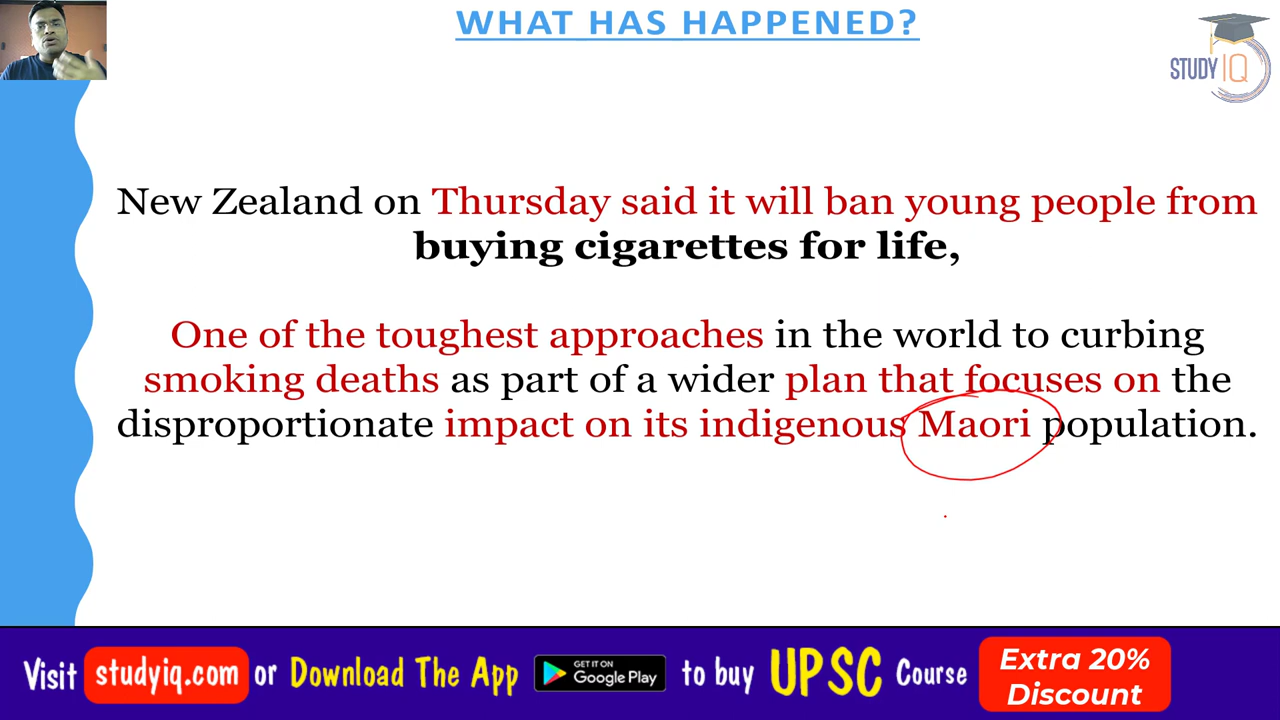 WHAT HAS HAPPENED?
STUDY IQ
New Zealand on Thursday said it will ban young people from
buying cigarettes for life,
One of the toughest approaches in the world to curbing
smoking deaths as part of a wider plan that focuses on the
disproportionate impact on its indigenous Maori population.
Visit studyiq.com or Download The App GET IT ON Google Play to buy UPSC Course Extra 20% Discount